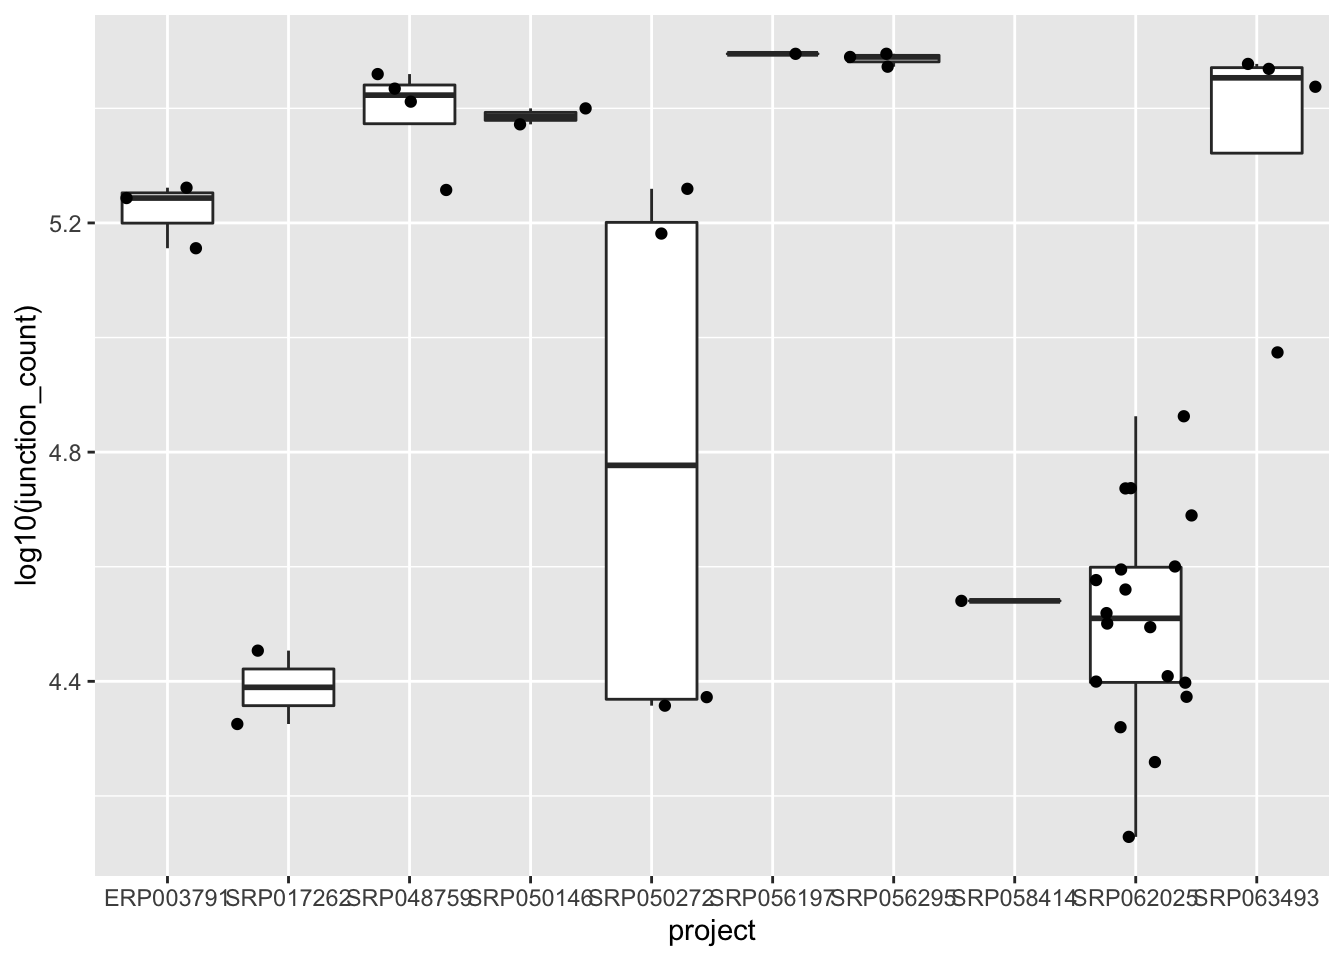 log10(junction_count)
5.2
4.8
4.4
ERP003791 SRP017262 SRP048759 SRP050146 SRP050272 SRP056197 SRP056295 SRP058414 SRP062025 SRP063493
project